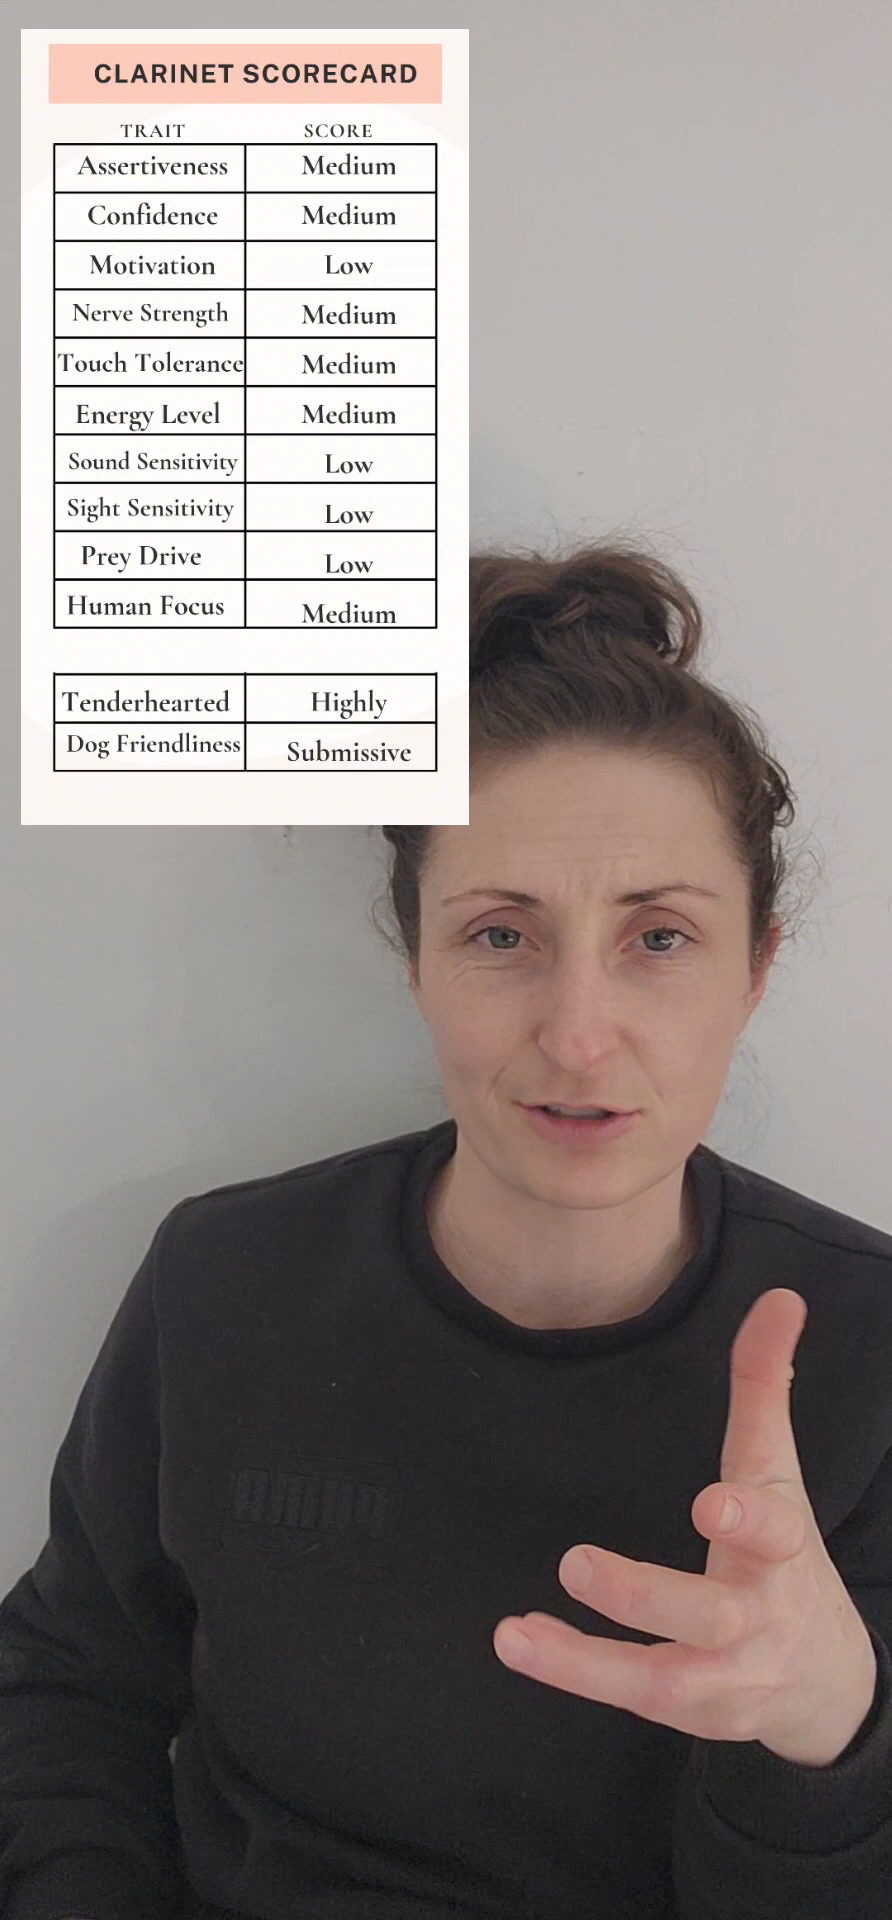 CLARINET SCORECARD
TRAIT SCORE
Assertiveness Medium
Confidence Medium
Motivation Low
Nerve Strength Medium
Touch Tolerance Medium
Energy Level Medium
Sound Sensitivity Low
Sight Sensitivity Low
Prey Drive Low
Human Focus Medium
Tenderhearted Highly
Dog Friendliness Submissive
PUMA